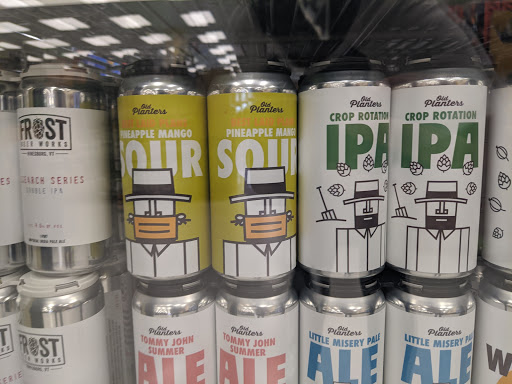 FROST
BEER WORKS
HINESBURG, VT
RESEARCH SERIES
DOUBLE IPA
Old Planters
PINEAPPLE MANGO
SOUR
Old Planters
PINEAPPLE MANGO
SOUR
Old Planters
CROP ROTATION
IPA
Old Planters
CROP ROTATION
IPA
FROST
BEER WORKS
Old Planters
TOMMY JOHN
SUMMER
ALE
Old Planters
TOMMY JOHN
SUMMER
ALE
Old Planters
LITTLE MISERY PALE
ALE
Old Planters
LITTLE MISERY PALE
ALE
W